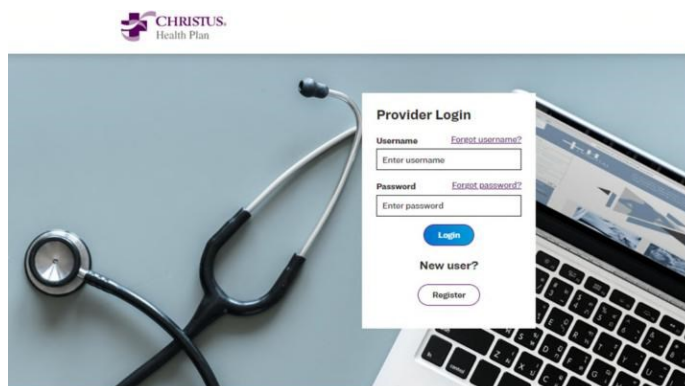 CHRISTUS®
Health Plan
Provider Login
Username Forgot username?
Enter username
Password Forgot password?
Enter password
Login
New user?
Register
control